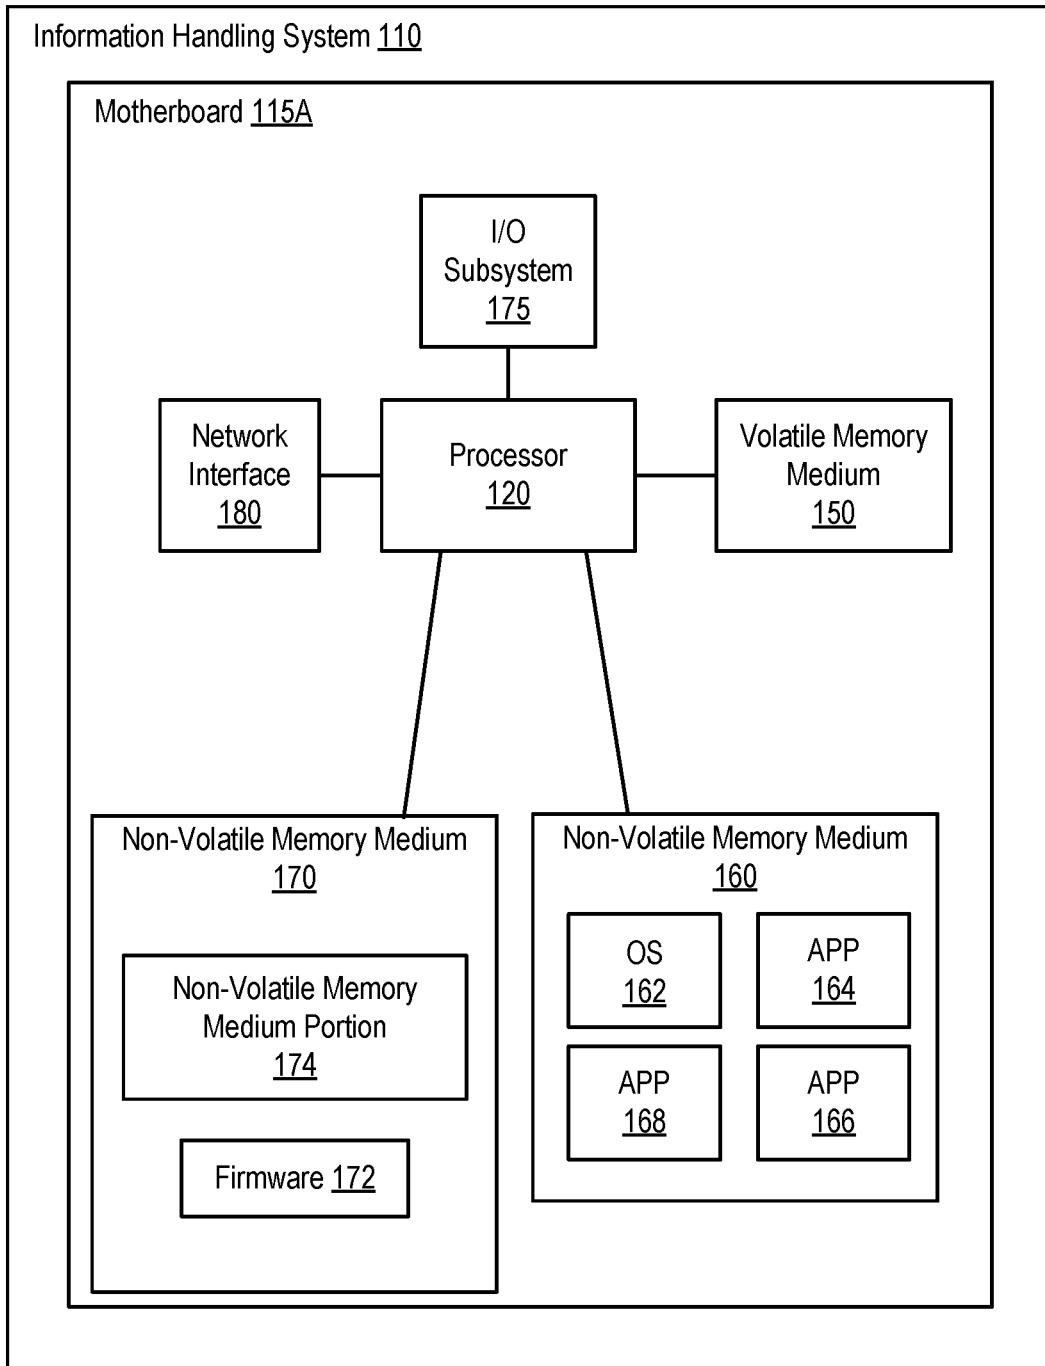 Information Handling System 110
Motherboard 115A
I/O
Subsystem
175
Network
Interface
180
Processor
120
Volatile Memory
Medium
150
Non-Volatile Memory Medium
170
Non-Volatile Memory
Medium Portion
174
Firmware 172
Non-Volatile Memory Medium
160
OS
162
APP
164
APP
168
APP
166